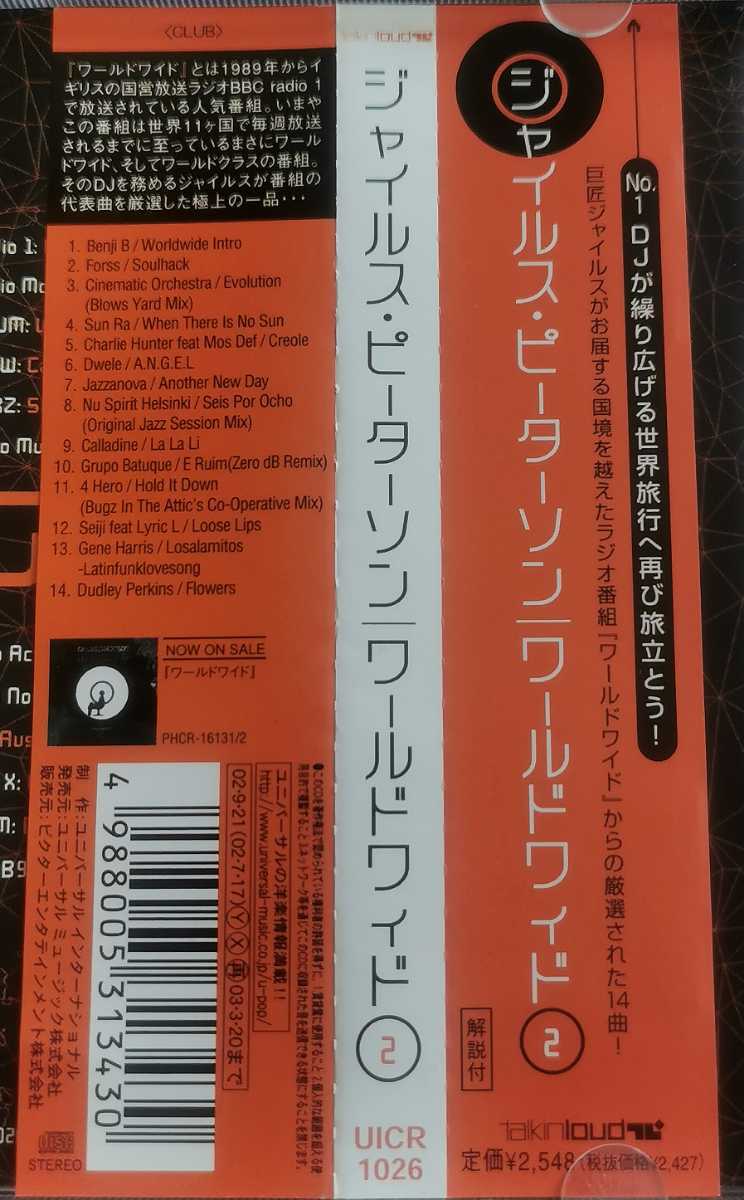 〈CLUB〉
『ワールドワイド』とは1989年からイ
ギリスの国営放送ラジオBBC radio 1
で放送されている人気番組。いまや
この番組は世界11ヶ国で毎週放送
されるまでに至っているまさにワール
ドワイド、そしてワールドクラスの番組。
そのDJを務めるジャイルスが番組の
代表曲を厳選した極上の一品・・・
1. Benji B / Worldwide Intro
2. Forss / Soulhack
3. Cinematic Orchestra / Evolution
(Blows Yard Mix)
4. Sun Ra / When There Is No Sun
5. Charlie Hunter feat Mos Def / Creole
6. Dwele / A.N.G.E.L
7. Jazzanova / Another New Day
8. Nu Spirit Helsinki / Seis Por Ocho
(Original Jazz Session Mix)
9. Calladine / La La Li
10. Grupo Batuque / E Ruim(Zero dB Remix)
11. 4 Hero / Hold It Down
(Bugz In The Attic's Co-Operative Mix)
12. Seiji feat Lyric L / Loose Lips
13. Gene Harris / Losalamitos
-Latinfunklovesong
14. Dudley Perkins / Flowers
NOW ON SALE
『ワールドワイド』
PHCR-16131/2
ユニバーサルの洋楽情報満載!!
http://www.universal-music.co.jp/u-pop/
02・9・21(02・7・17)Ⓨ Ⓧ 再 03・3・20まで
4 988005 313430
制 作:ユニバーサル インターナショナル
発売元:ユニバーサル ミュージック株式会社
販売元:ビクターエンタテインメント株式会社
DISC
STEREO
talkinloud
ジャイルス・ピーターソン|ワールドワイド
2
UICR
1026
ジャイルス・ピーターソン|ワールドワイド
2
No.1 DJが繰り広げる世界旅行へ再び旅立とう!
巨匠ジャイルスがお届する国境を越えたラジオ番組『ワールドワイド』からの厳選された14曲!
解説付
talkinloud
定価¥2,548(税抜価格¥2,427)